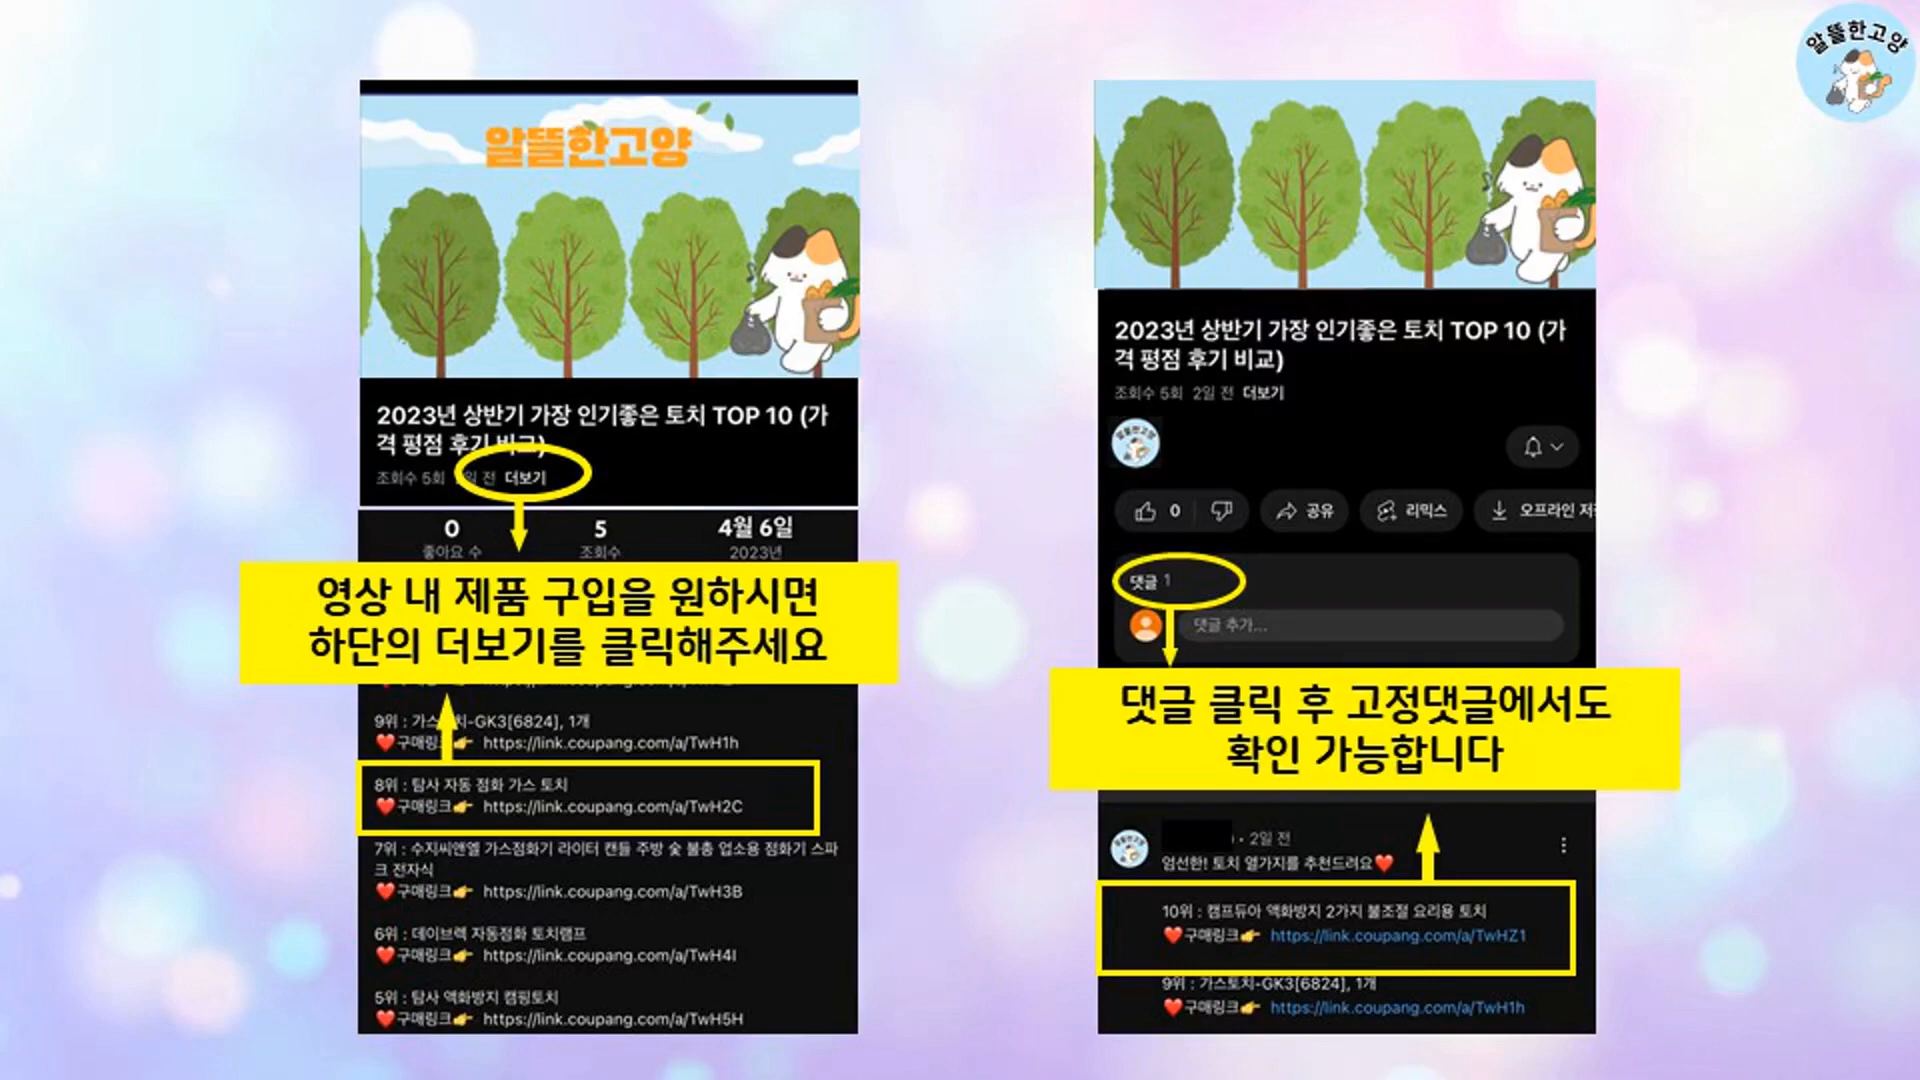 알뜰한고양
알뜰한고양
2023년 상반기 가장 인기좋은 토치 TOP 10 (가
격 평점 후기 비교)
조회수 5회 일 전 더보기
0 5 4월 6일
좋아요 수 조회수 2023년
영상 내 제품 구입을 원하시면
하단의 더보기를 클릭해주세요
9위 : 가스토치-GK3[6824], 1개
❤️구매링크👉 https://link.coupang.com/a/TwH1h
8위 : 탐사 자동 점화 가스 토치
❤️구매링크👉 https://link.coupang.com/a/TwH2C
7위 : 수지씨앤엘 가스점화기 라이터 캔들 주방 숯 불총 업소용 점화기 스파
크 전자식
❤️구매링크👉 https://link.coupang.com/a/TwH3B
6위 : 데이브렉 자동점화 토치램프
❤️구매링크👉 https://link.coupang.com/a/TwH4I
5위 : 탐사 액화방지 캠핑토치
❤️구매링크👉 https://link.coupang.com/a/TwH5H
2023년 상반기 가장 인기좋은 토치 TOP 10 (가
격 평점 후기 비교)
조회수 5회 2일 전 더보기
알뜰한고양
0 공유 리믹스 오프라인 저
댓글 1
댓글 추가...
댓글 클릭 후 고정댓글에서도
확인 가능합니다
• 2일 전
엄선한! 토치 열가지를 추천드려요❤️
10위 : 캠프듀아 액화방지 2가지 불조절 요리용 토치
❤️구매링크👉 https://link.coupang.com/a/TwHZ1
9위 : 가스토치-GK3[6824], 1개
❤️구매링크👉 https://link.coupang.com/a/TwH1h